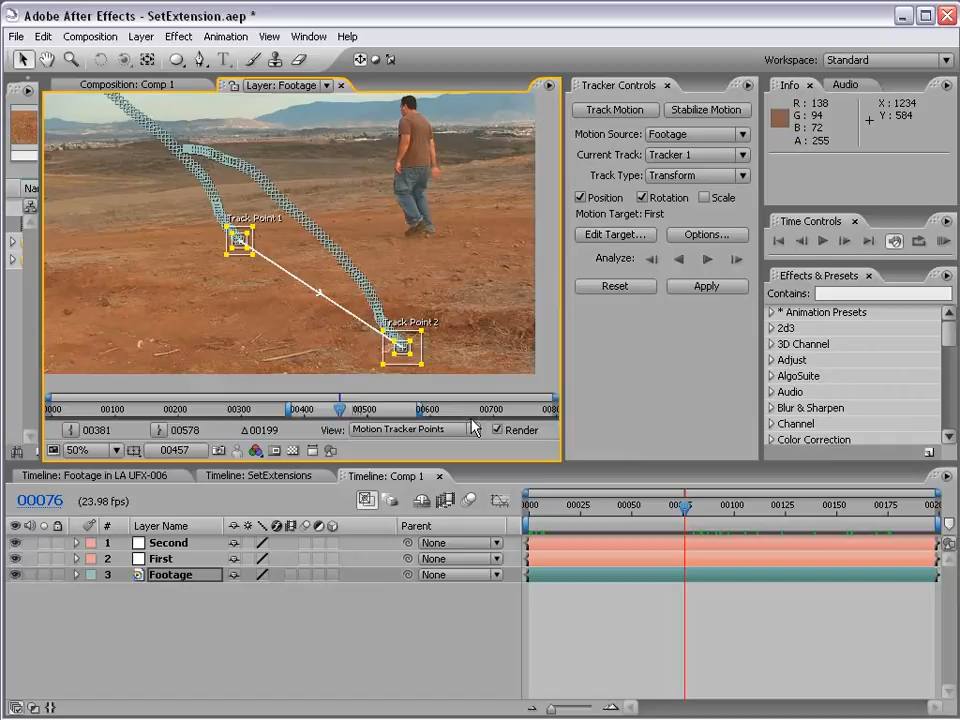 Adobe After Effects - SetExtension.aep *
File Edit Composition Layer Effect Animation View Window Help
Workspace: Standard
Composition: Comp 1
Layer: Footage
Track Point 1
Track Point 2
0000 00100 00200 00300 00400 00500 00600 00700 0080
00381 00578 Δ 00199 View: Motion Tracker Points Render
50% 00457
Tracker Controls
Track Motion Stabilize Motion
Motion Source: Footage
Current Track: Tracker 1
Track Type: Transform
Position Rotation Scale
Motion Target: First
Edit Target... Options...
Analyze:
Reset Apply
Info Audio
R : 138
G : 94
B : 72
A : 255
X : 1234
Y : 584
Time Controls
Effects & Presets
Contains:
* Animation Presets
2d3
3D Channel
Adjust
AlgoSuite
Audio
Blur & Sharpen
Channel
Color Correction
Timeline: Footage in LA UFX-006 Timeline: SetExtensions Timeline: Comp 1
00076 (23.98 fps)
0000 00025 00050 00075 00100 00125 00150 00175 0020
# Layer Name Parent
1 Second None
2 First None
3 Footage None